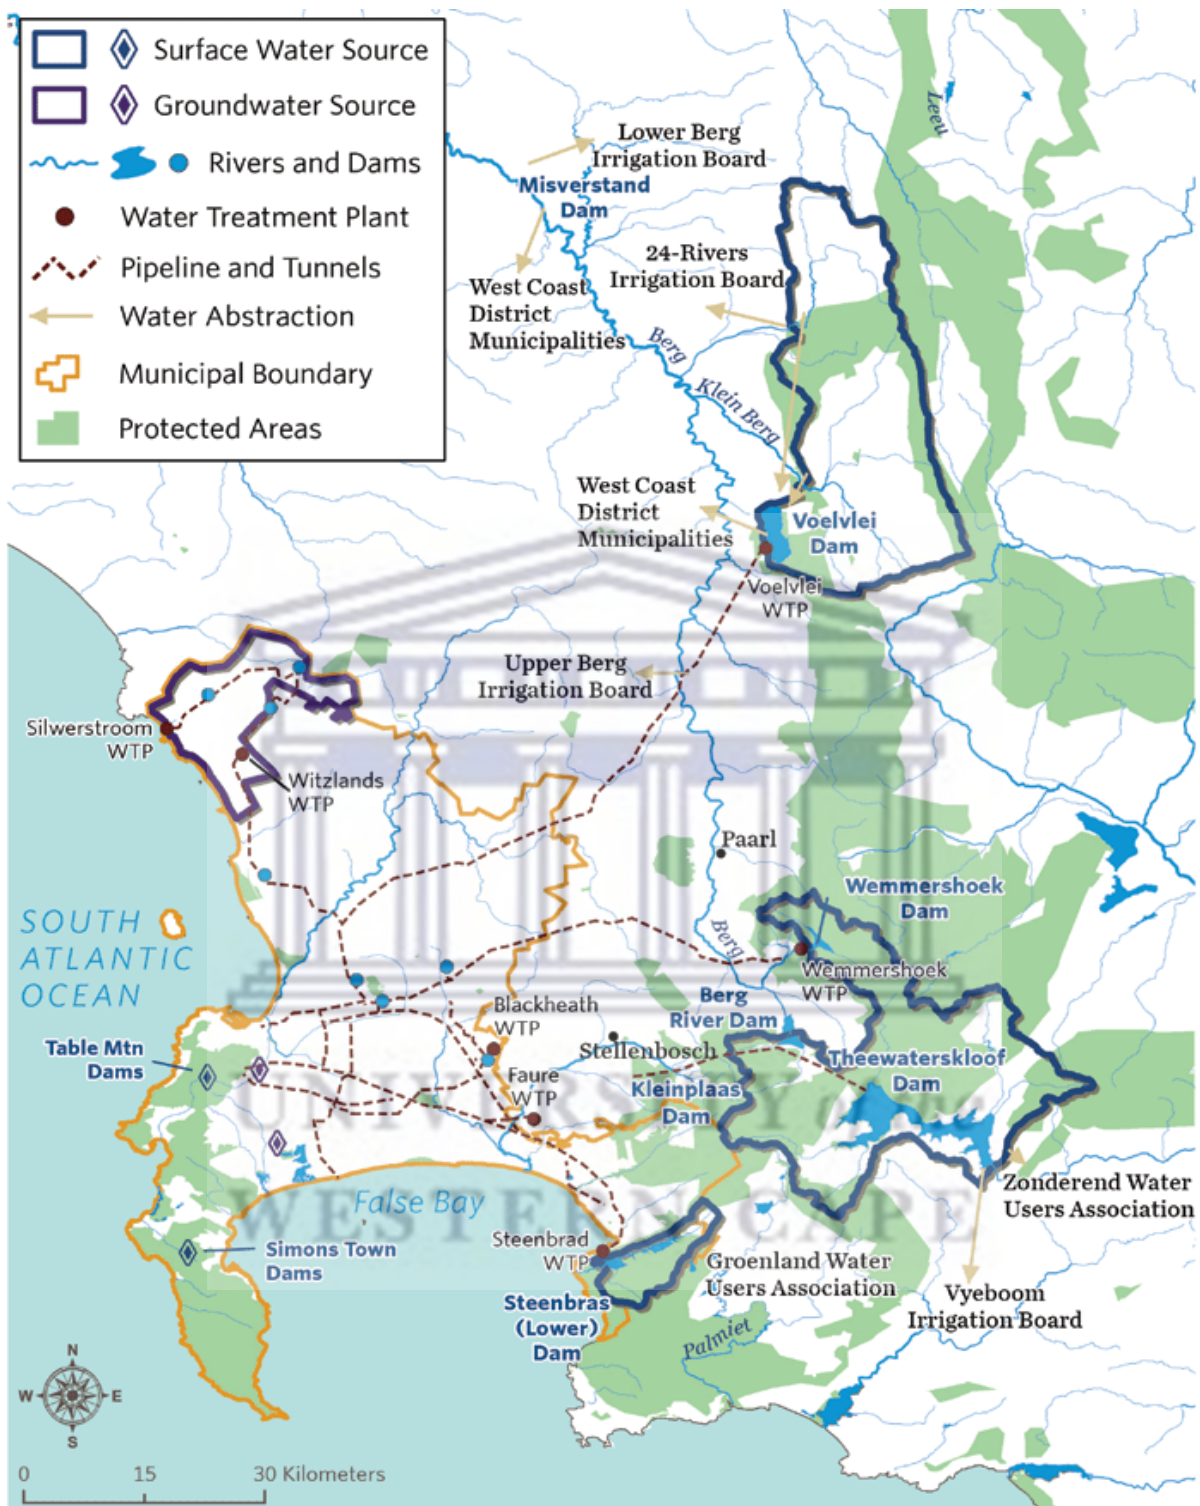 Surface Water Source
Groundwater Source
Rivers and Dams
Water Treatment Plant
Pipeline and Tunnels
Water Abstraction
Municipal Boundary
Protected Areas
Leeu
Lower Berg
Irrigation Board
Misverstand
Dam
24-Rivers
Irrigation Board
West Coast
District
Municipalities
Berg
Klein Berg
West Coast
District
Municipalities
Voelvlei
Dam
Voelvlei
WTP
Upper Berg
Irrigation Board
Silwerstroom
WTP
Witzlands
WTP
Paarl
Wemmershoek
Dam
SOUTH
ATLANTIC
OCEAN
Berg
Wemmershoek
WTP
Berg
River Dam
Blackheath
WTP
Stellenbosch
Table Mtn
Dams
Theewaterskloof
Dam
Faure
WTP
Kleinplaas
Dam
UNIVERSITY of the
WESTERN CAPE
Zonderend Water
Users Association
False Bay
Simons Town
Dams
Steenbrad
WTP
Groenland Water
Users Association
Steenbras
(Lower)
Dam
Vyeboom
Irrigation Board
Palmiet
N
W
E
S
0 15 30 Kilometers